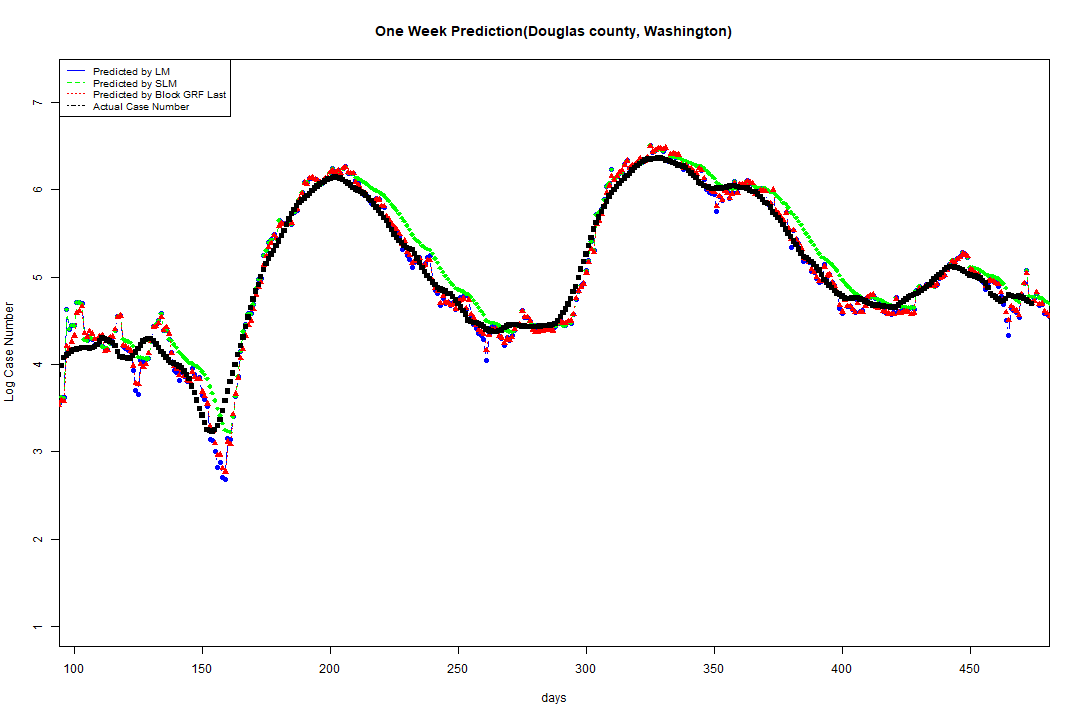 One Week Prediction(Douglas county, Washington)
Predicted by LM
Predicted by SLM
Predicted by Block GRF Last
Actual Case Number
7
6
5
4
3
2
1
Log Case Number
100 150 200 250 300 350 400 450
days